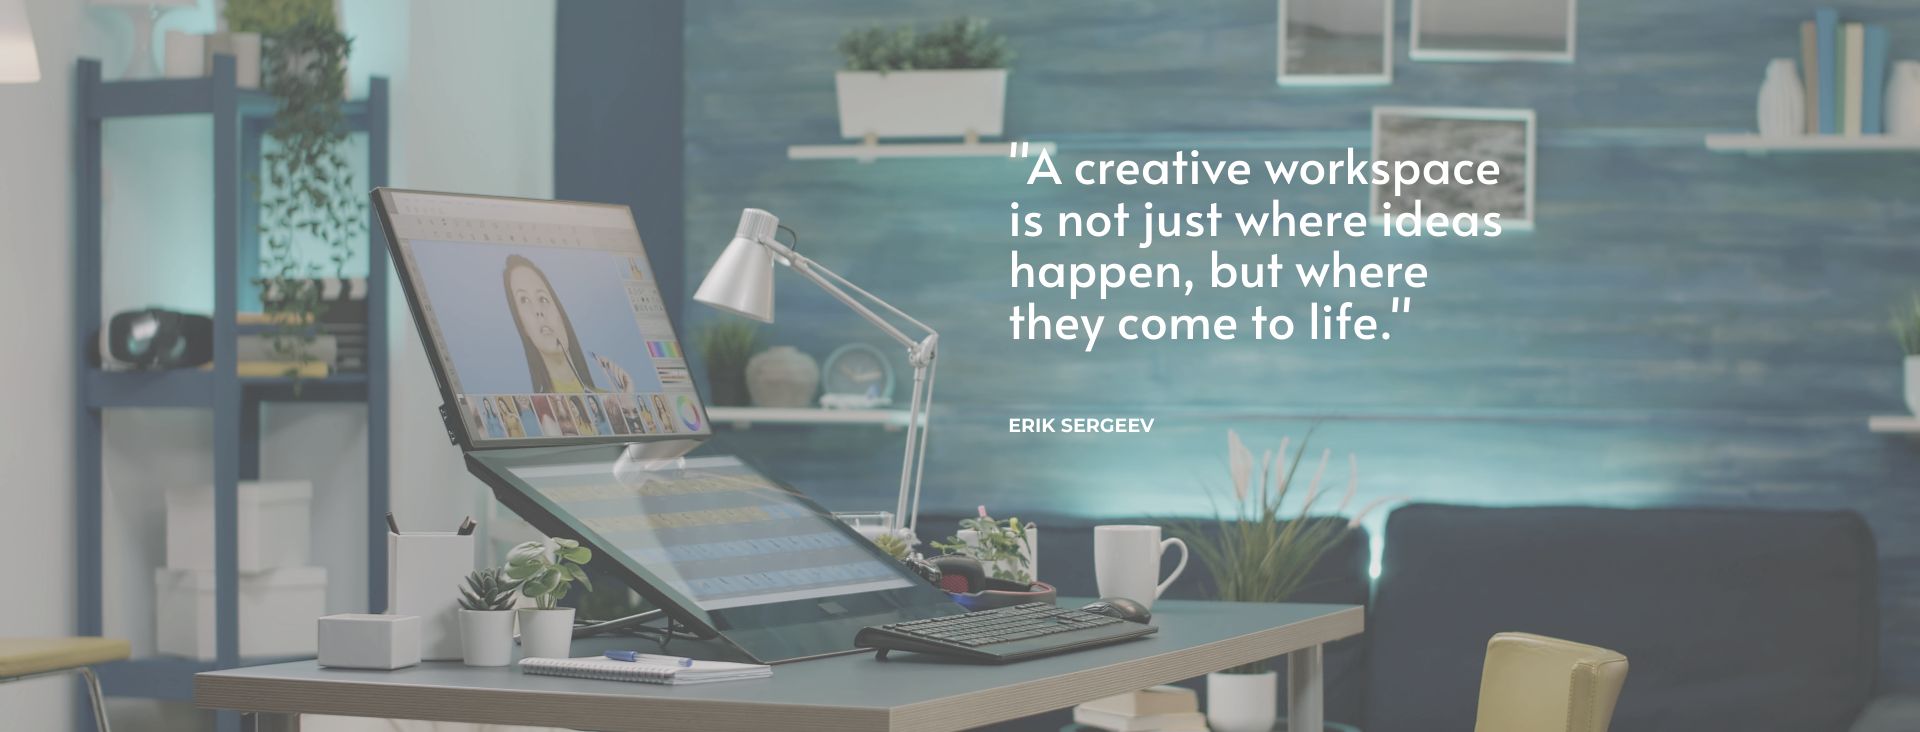 "A creative workspace
is not just where ideas
happen, but where
they come to life."
ERIK SERGEEV